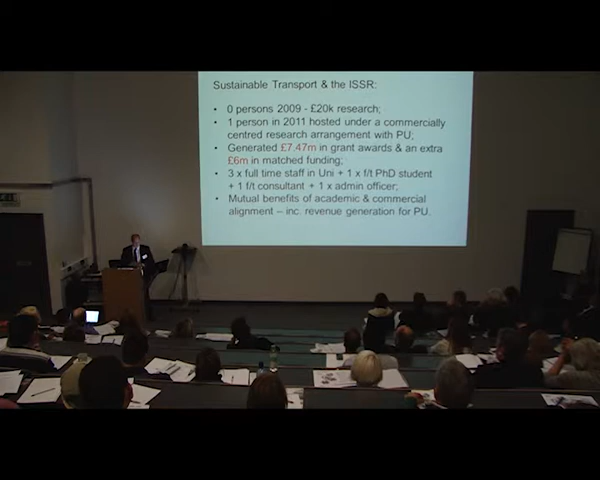 Sustainable Transport & the ISSR:
• 0 persons 2009 - £20k research;
• 1 person in 2011 hosted under a commercially
centred research arrangement with PU;
• Generated £7.47m in grant awards & an extra
£6m in matched funding;
• 3 x full time staff in Uni + 1 x f/t PhD student
+ 1 f/t consultant + 1 x admin officer;
• Mutual benefits of academic & commercial
alignment – inc. revenue generation for PU.